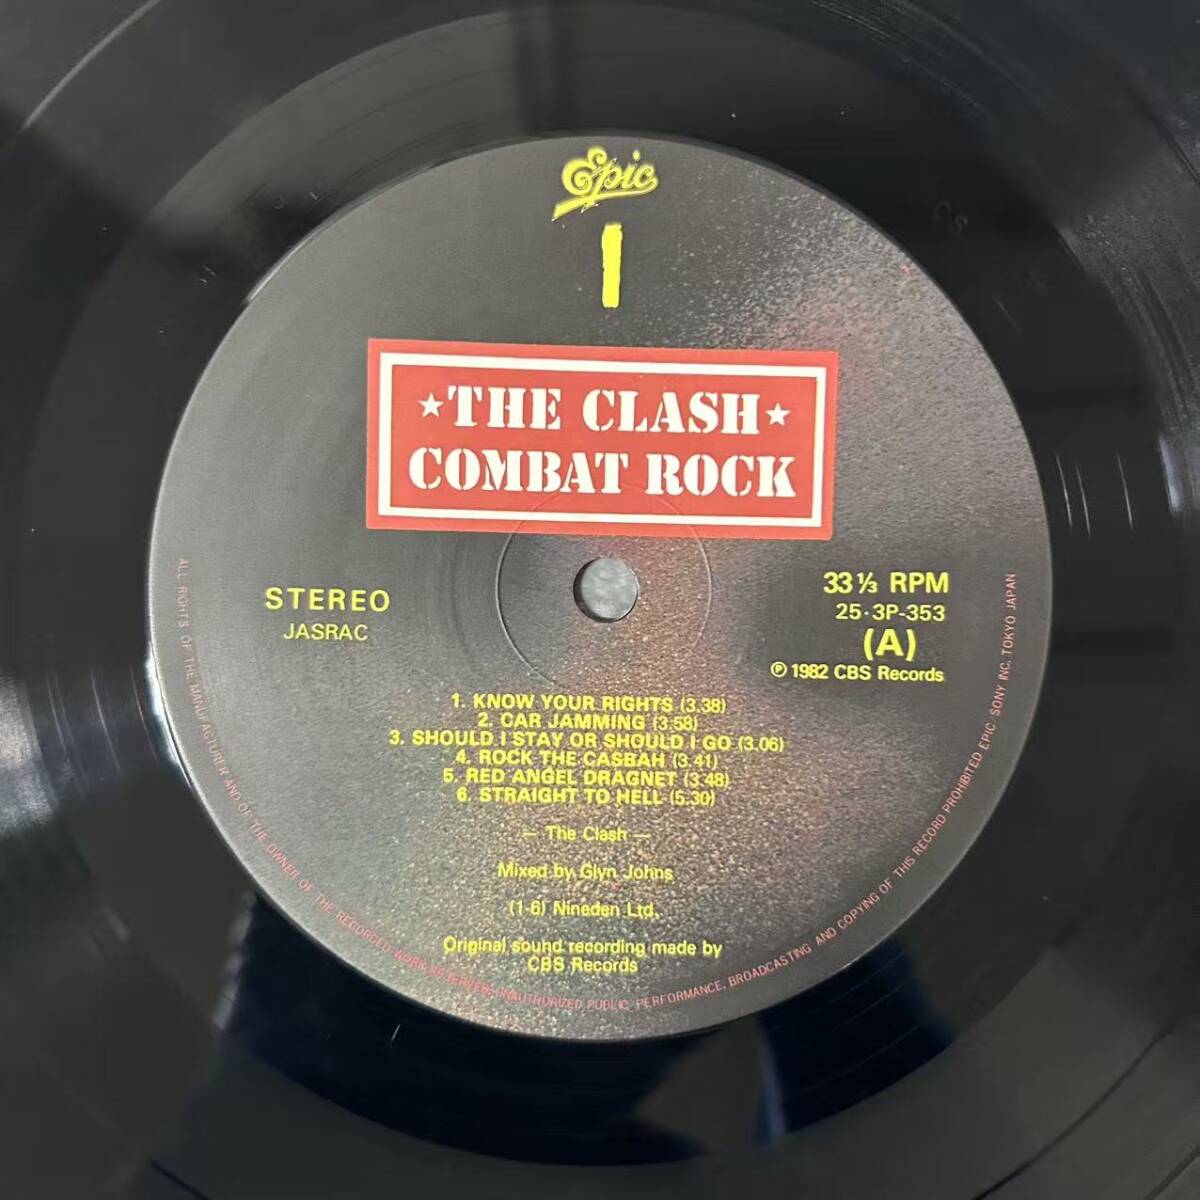 Epic
1
★THE CLASH★
COMBAT ROCK
STEREO
JASRAC
33 ⅓ RPM
25·3P-353
(A)
℗ 1982 CBS Records
1. KNOW YOUR RIGHTS (3.38)
2. CAR JAMMING (3.58)
3. SHOULD I STAY OR SHOULD I GO (3.06)
4. ROCK THE CASBAH (3.41)
5. RED ANGEL DRAGNET (3.48)
6. STRAIGHT TO HELL (5.30)
— The Clash —
Mixed by Glyn Johns
(1-6) Nineden Ltd.
Original sound recording made by
CBS Records
ALL RIGHTS OF THE MANUFACTURER AND OF THE OWNER OF THE RECORDED WORK RESERVED. UNAUTHORIZED PUBLIC PERFORMANCE, BROADCASTING AND COPYING OF THIS RECORD PROHIBITED EPIC/SONY INC. TOKYO JAPAN